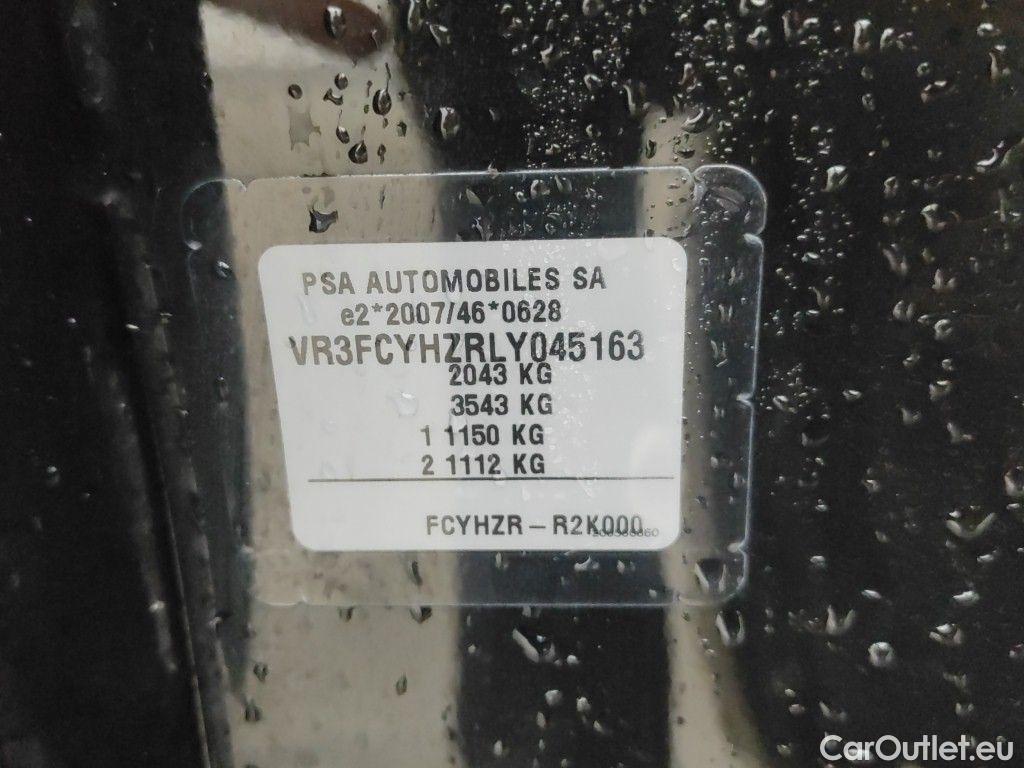 PSA AUTOMOBILES SA
e2*2007/46*0628
VR3FCYHZRLY045163
2043 KG
3543 KG
1 1150 KG
2 1112 KG
FCYHZR – R2K000
CarOutlet.eu